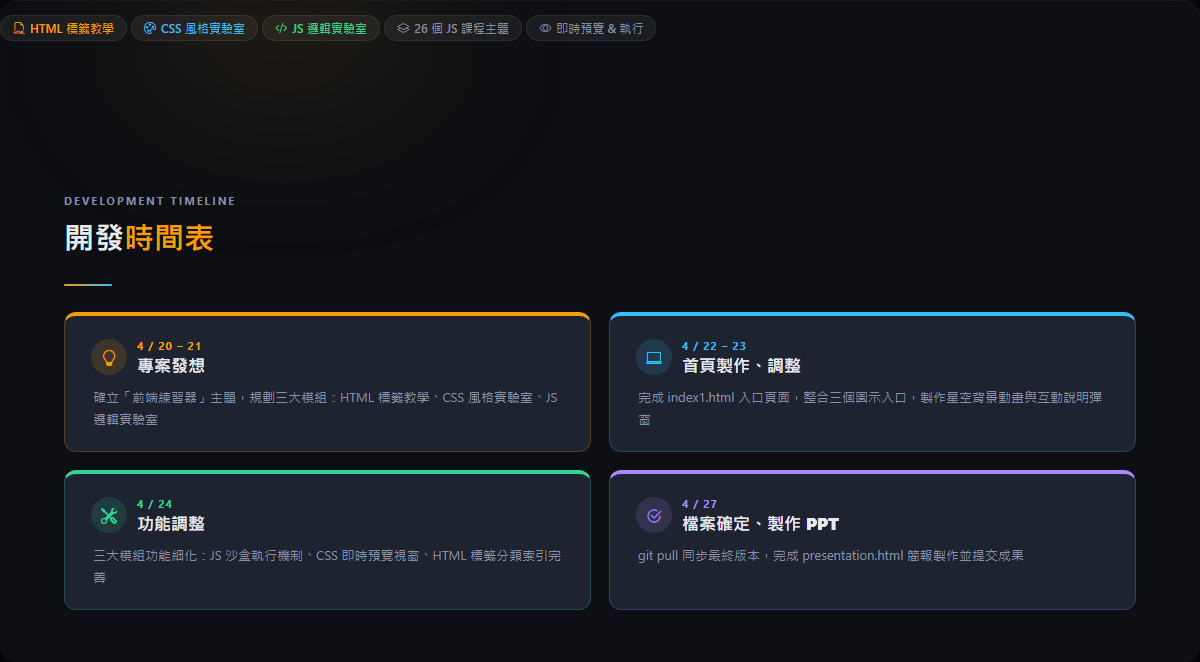 HTML 標籤教學
CSS 風格實驗室
JS 邏輯實驗室
26 個 JS 課程主題
即時預覽 & 執行
DEVELOPMENT TIMELINE
開發時間表
4 / 20 – 21
專案發想
確立「前端練習器」主題，規劃三大模組：HTML 標籤教學、CSS 風格實驗室、JS
邏輯實驗室
4 / 22 – 23
首頁製作、調整
完成 index1.html 入口頁面，整合三個圖示入口，製作星空背景動畫與互動說明彈
窗
4 / 24
功能調整
三大模組功能細化：JS 沙盒執行機制、CSS 即時預覽視窗、HTML 標籤分類索引完
善
4 / 27
檔案確定、製作 PPT
git pull 同步最終版本，完成 presentation.html 簡報製作並提交成果